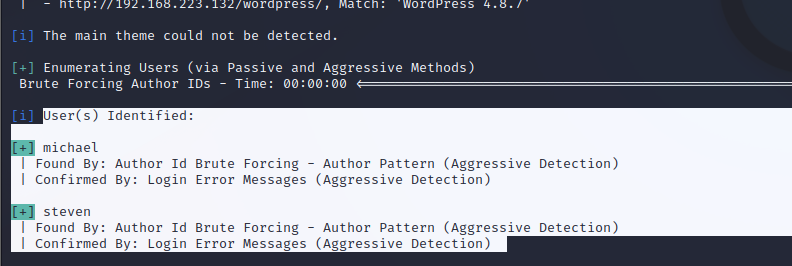 | - http://192.168.223.132/wordpress/, Match: 'WordPress 4.8.7'
[i] The main theme could not be detected.
[+] Enumerating Users (via Passive and Aggressive Methods)
Brute Forcing Author IDs - Time: 00:00:00 <==========================================================
[i] User(s) Identified:
[+] michael
| Found By: Author Id Brute Forcing - Author Pattern (Aggressive Detection)
| Confirmed By: Login Error Messages (Aggressive Detection)
[+] steven
| Found By: Author Id Brute Forcing - Author Pattern (Aggressive Detection)
| Confirmed By: Login Error Messages (Aggressive Detection)